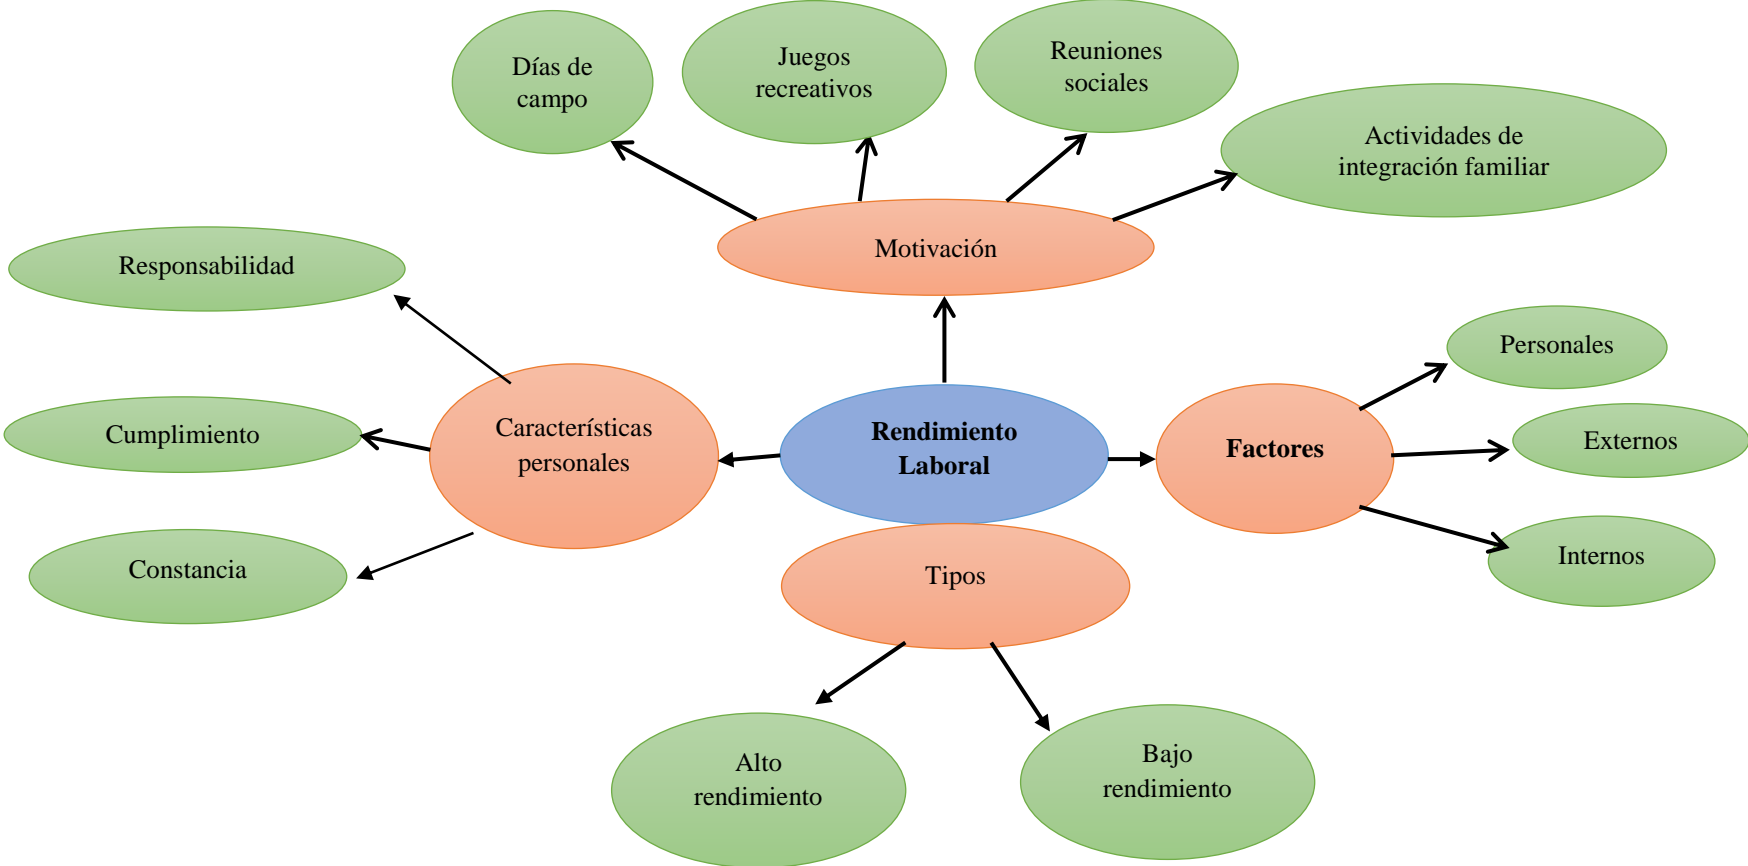 Días de
campo
Juegos
recreativos
Reuniones
sociales
Actividades de
integración familiar
Motivación
Responsabilidad
Cumplimiento
Constancia
Características
personales
Rendimiento
Laboral
Factores
Personales
Externos
Internos
Tipos
Alto
rendimiento
Bajo
rendimiento